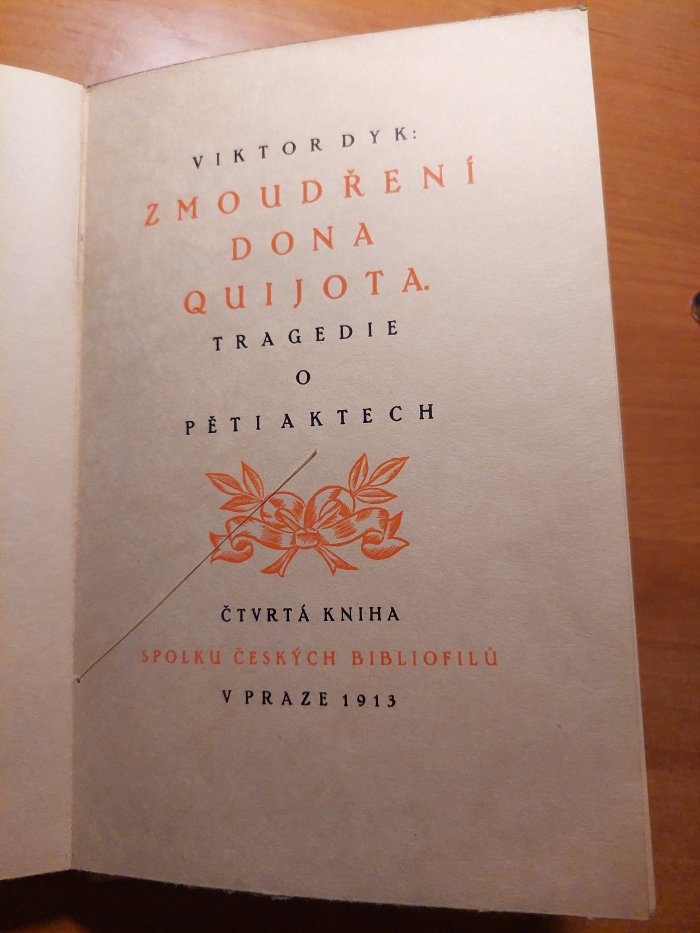 VIKTOR DYK:
ZMOUDŘENÍ
DONA
QUIJOTA.
TRAGEDIE
O
PĚTI AKTECH
ČTVRTÁ KNIHA
SPOLKU ČESKÝCH BIBLIOFILŮ
V PRAZE 1913